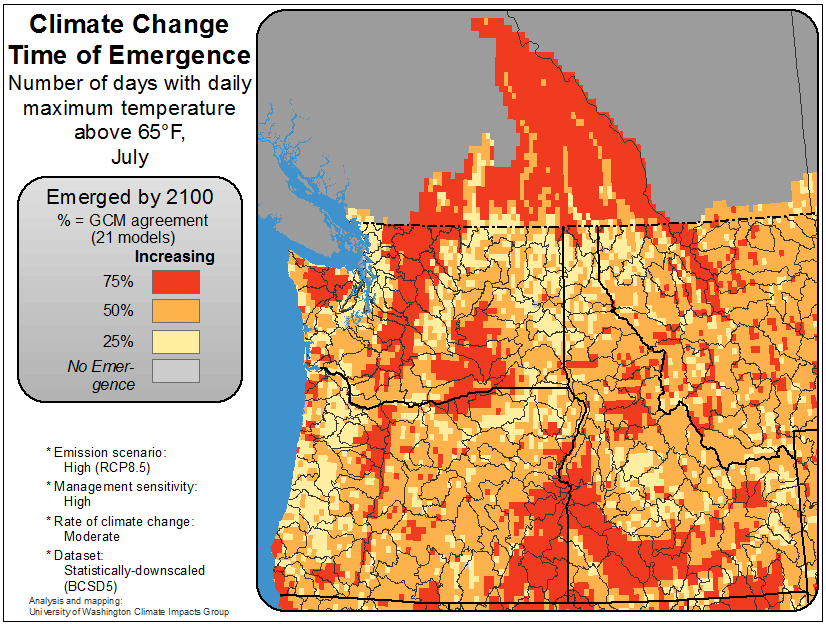 Climate Change
Time of Emergence
Number of days with daily
maximum temperature
above 65°F,
July
Emerged by 2100
% = GCM agreement
(21 models)
Increasing
75%
50%
25%
No Emer-
gence
* Emission scenario:
High (RCP8.5)
* Management sensitivity:
High
* Rate of climate change:
Moderate
* Dataset:
Statistically-downscaled
(BCSD5)
Analysis and mapping:
University of Washington Climate Impacts Group